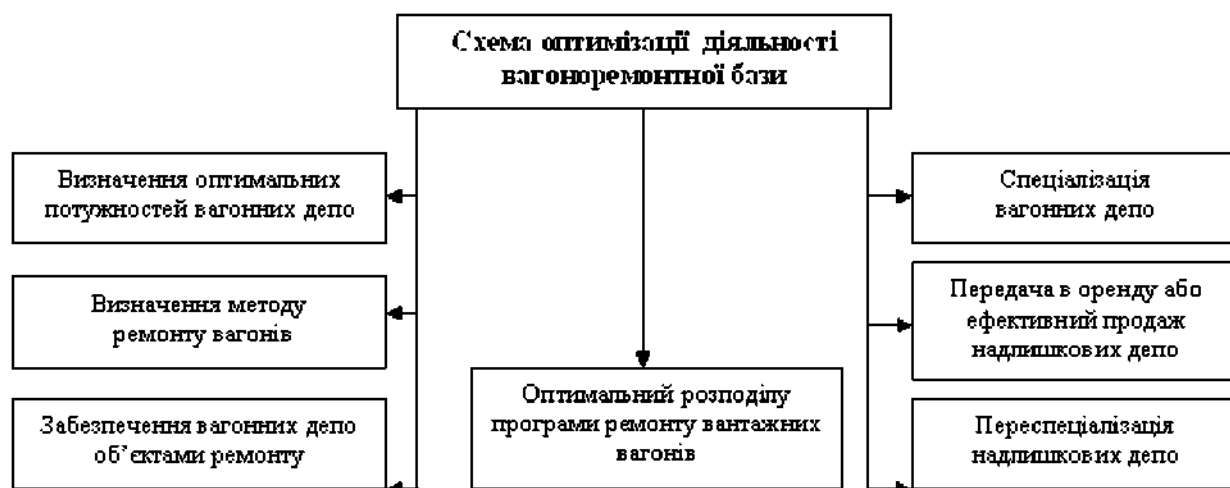 Схема оптимізації діяльності
вагоноремонтної бази
Визначення оптимальних
потужностей вагонних депо
Визначення методу
ремонту вагонів
Забезпечення вагонних депо
об’єктами ремонту
Оптимальний розподілу
програми ремонту вантажних
вагонів
Спеціалізація
вагонних депо
Передача в оренду або
ефективний продаж
надлишкових депо
Переспеціалізація
надлишкових депо